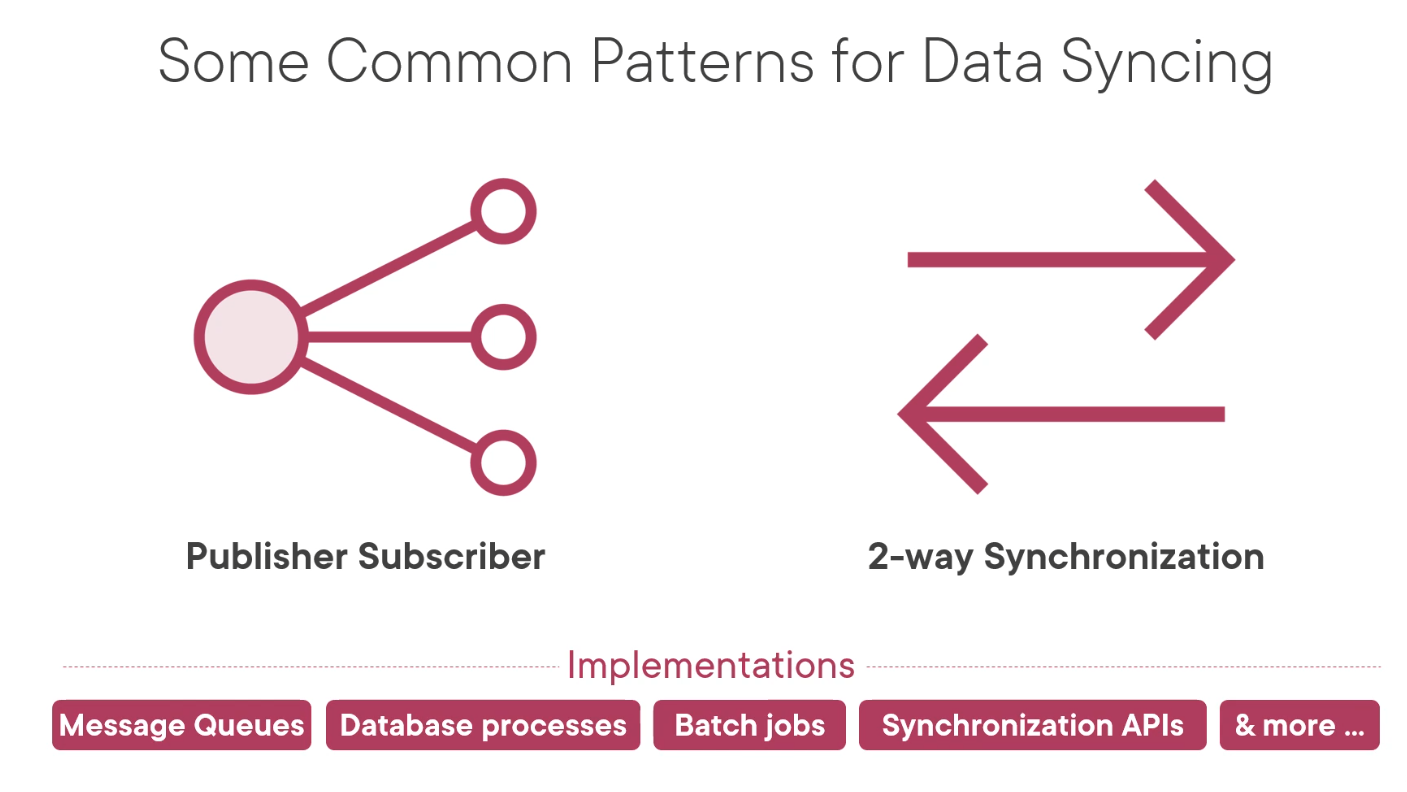 Some Common Patterns for Data Syncing
Publisher Subscriber
2-way Synchronization
Implementations
Message Queues
Database processes
Batch jobs
Synchronization APIs
& more ...